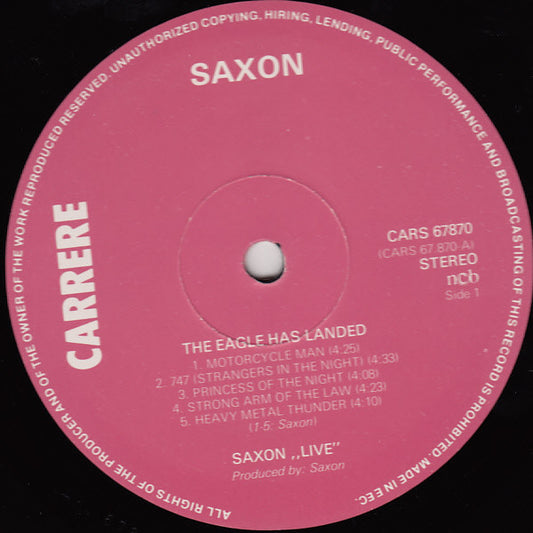 SAXON
CARRERE
CARS 67870
(CARS 67.870-A)
STEREO
ncb
Side 1
THE EAGLE HAS LANDED
1. MOTORCYCLE MAN (4:25)
2. 747 (STRANGERS IN THE NIGHT) (4:33)
3. PRINCESS OF THE NIGHT (4:08)
4. STRONG ARM OF THE LAW (4:23)
5. HEAVY METAL THUNDER (4:10)
(1-5: Saxon)
SAXON ,,LIVE"
Produced by: Saxon
ALL RIGHTS OF THE PRODUCER AND OF THE OWNER OF THE WORK REPRODUCED RESERVED. UNAUTHORIZED COPYING, HIRING, LENDING, PUBLIC PERFORMANCE AND BROADCASTING OF THIS RECORD IS PROHIBITED. MADE IN EEC.